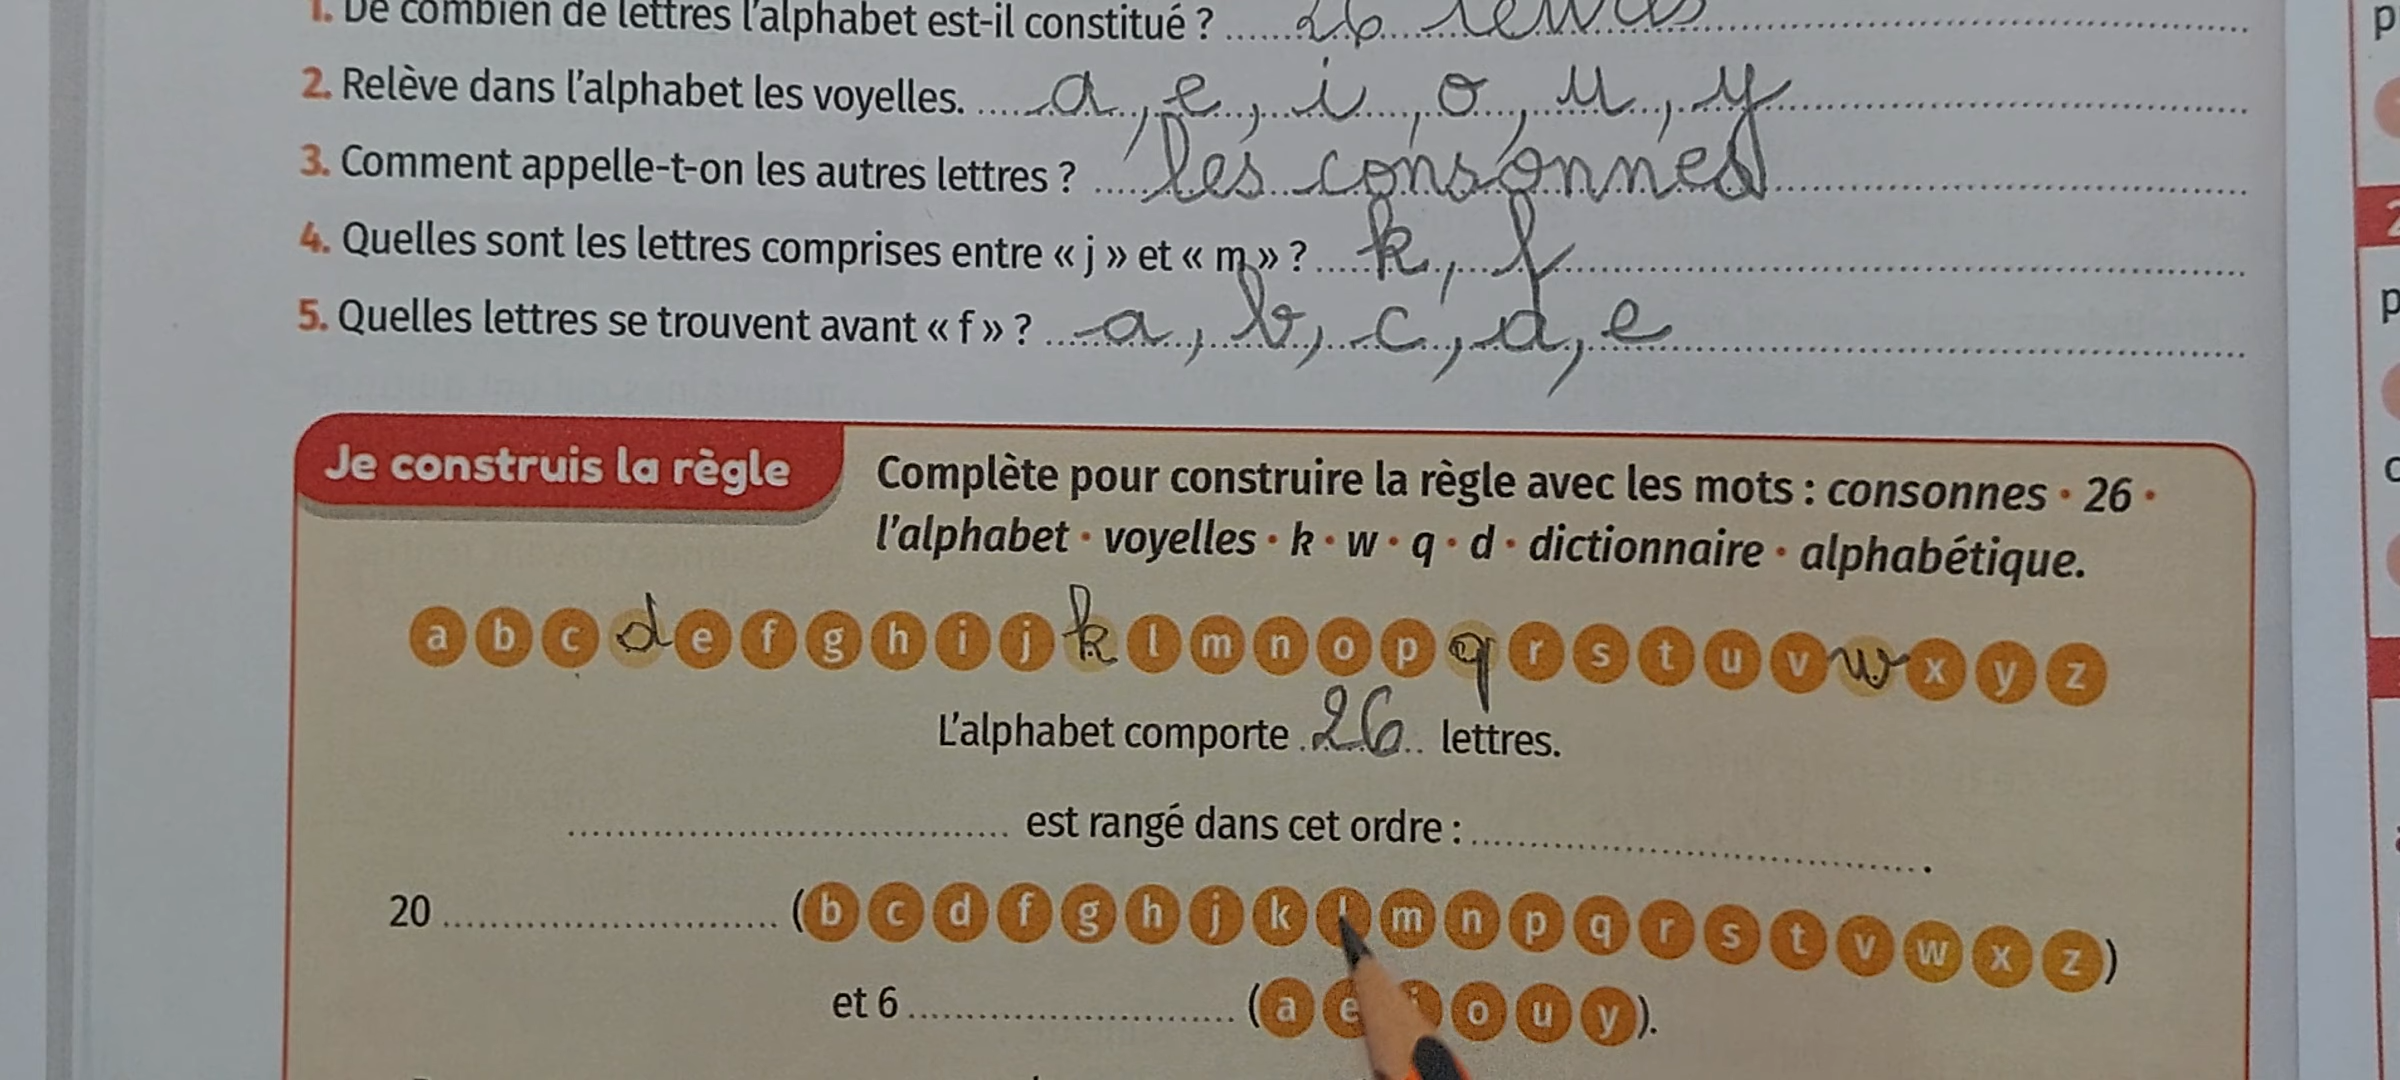 1. De combien de lettres l'alphabet est-il constitué ? 26 lettres
2. Relève dans l'alphabet les voyelles. a, e, i, o, u, y
3. Comment appelle-t-on les autres lettres ? les consonnes
4. Quelles sont les lettres comprises entre « j » et « m » ? k, l
5. Quelles lettres se trouvent avant « f » ? a, b, c, d, e
Je construis la règle
Complète pour construire la règle avec les mots : consonnes • 26 •
l'alphabet • voyelles • k • w • q • d • dictionnaire • alphabétique.
a b c d e f g h i j k l m n o p q r s t u v w x y z
L'alphabet comporte 26 lettres.
est rangé dans cet ordre :
20 (b c d f g h j k l m n p q r s t v w x z)
et 6 (a e i o u y).